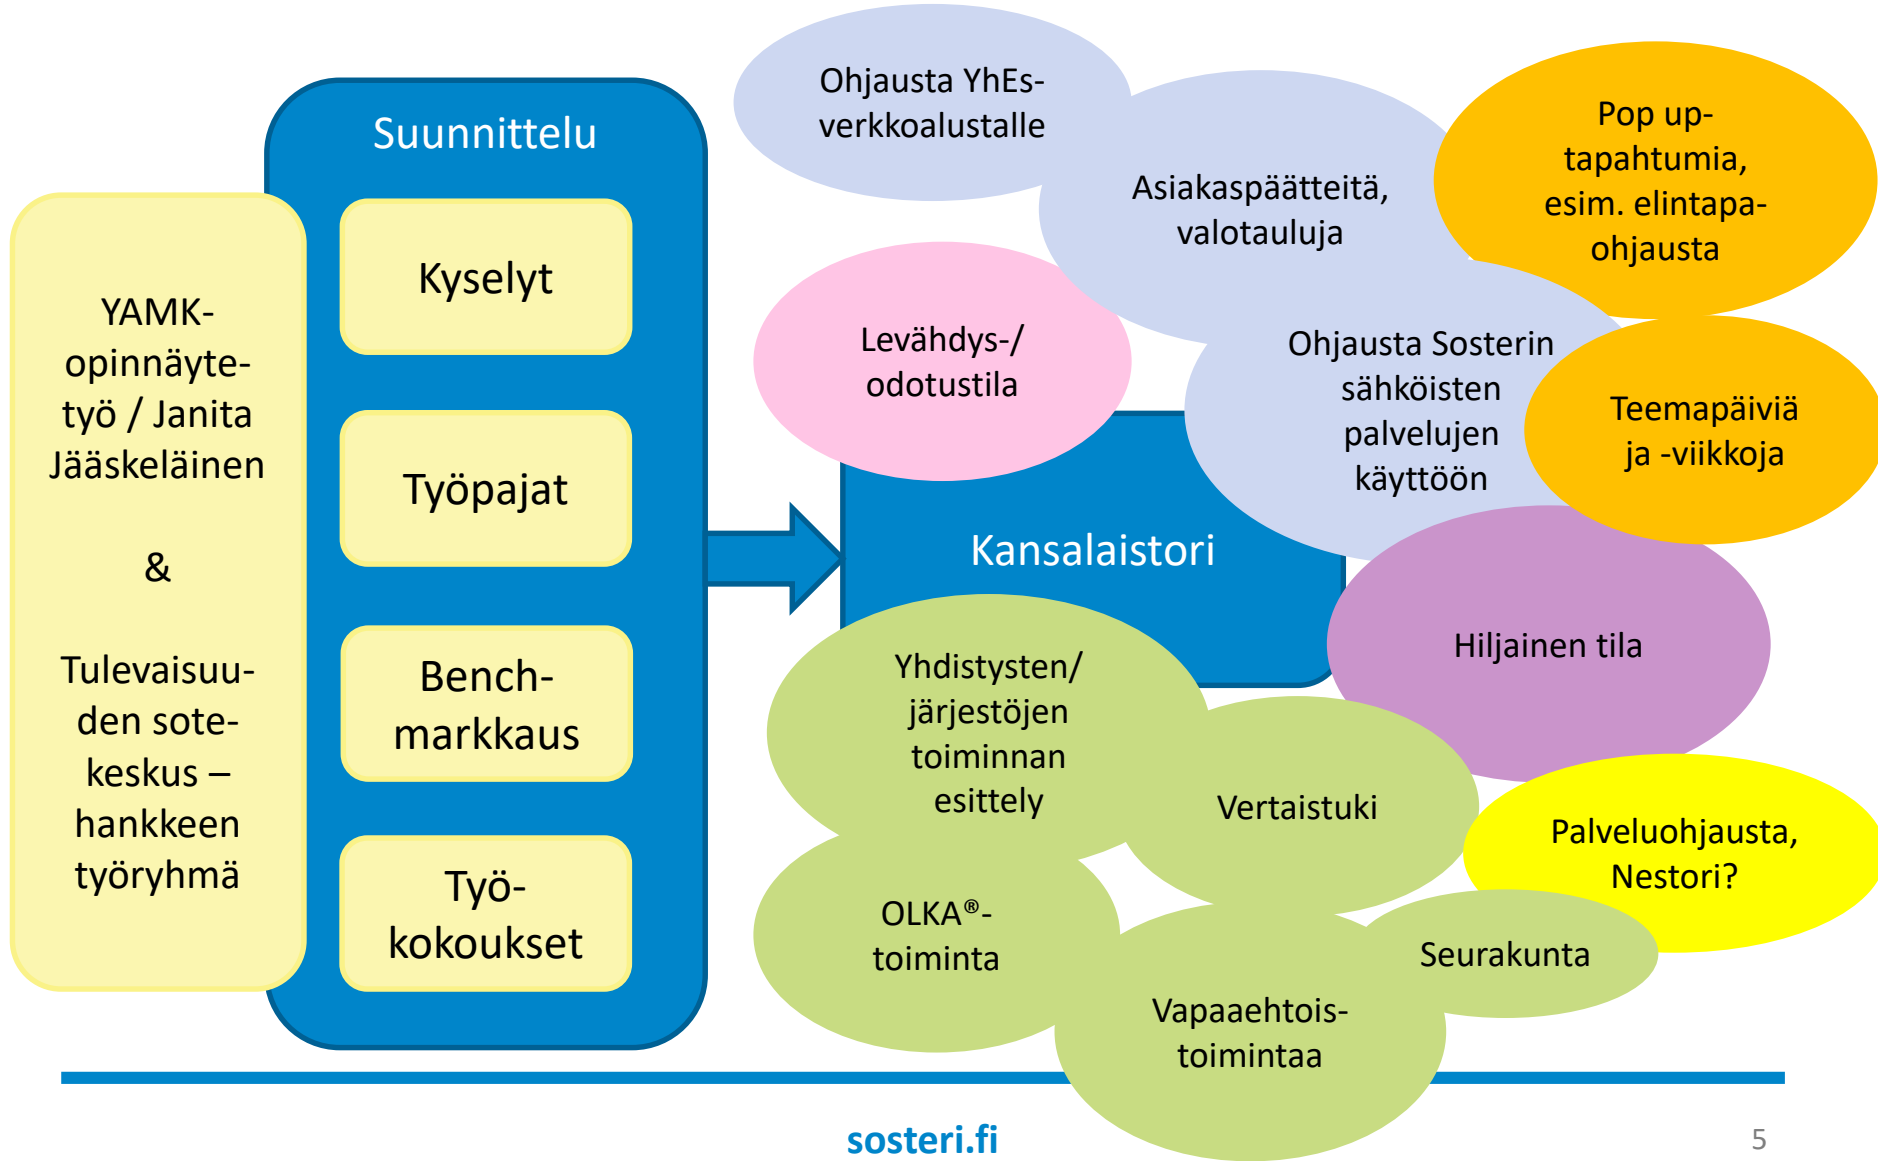 YAMK-
opinnäyte-
työ / Janita
Jääskeläinen
&
Tulevaisuu-
den sote-
keskus –
hankkeen
työryhmä
Suunnittelu
Kyselyt
Työpajat
Bench-
markkaus
Työ-
kokoukset
Kansalaistori
Ohjausta YhEs-
verkkoalustalle
Asiakaspäätteitä,
valotauluja
Pop up-
tapahtumia,
esim. elintapa-
ohjausta
Levähdys-/
odotustila
Ohjausta Sosterin
sähköisten
palvelujen
käyttöön
Teemapäiviä
ja -viikkoja
Hiljainen tila
Yhdistysten/
järjestöjen
toiminnan
esittely
Vertaistuki
Palveluohjausta,
Nestori?
OLKA®-
toiminta
Seurakunta
Vapaaehtois-
toimintaa
sosteri.fi
5